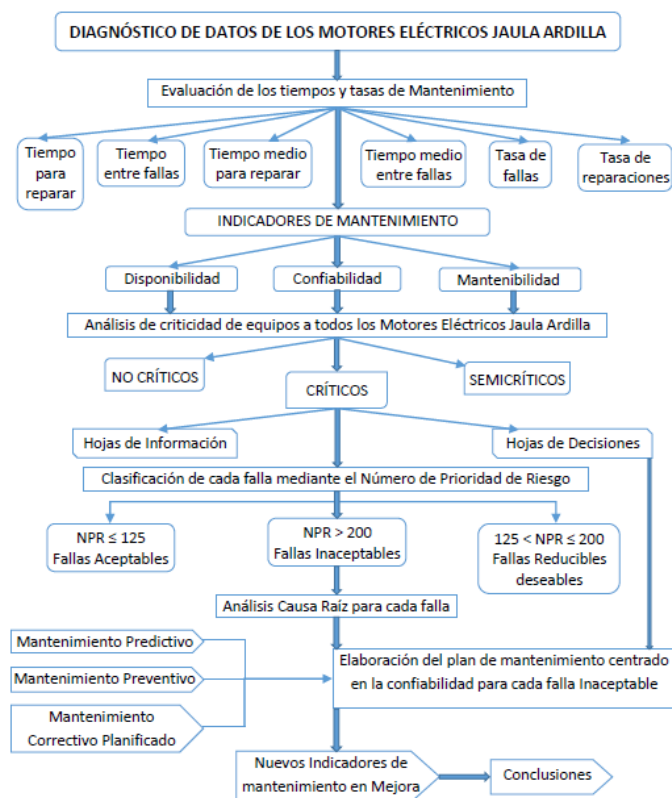 DIAGNÓSTICO DE DATOS DE LOS MOTORES ELÉCTRICOS JAULA ARDILLA
Evaluación de los tiempos y tasas de Mantenimiento
Tiempo
para
reparar
Tiempo
entre fallas
Tiempo medio
para reparar
Tiempo medio
entre fallas
Tasa de
fallas
Tasa de
reparaciones
INDICADORES DE MANTENIMIENTO
Disponibilidad
Confiabilidad
Mantenibilidad
Análisis de criticidad de equipos a todos los Motores Eléctricos Jaula Ardilla
NO CRÍTICOS
CRÍTICOS
SEMICRÍTICOS
Hojas de Información
Hojas de Decisiones
Clasificación de cada falla mediante el Número de Prioridad de Riesgo
NPR ≤ 125
Fallas Aceptables
NPR > 200
Fallas Inaceptables
125 < NPR ≤ 200
Fallas Reducibles
deseables
Análisis Causa Raíz para cada falla
Mantenimiento Predictivo
Mantenimiento Preventivo
Mantenimiento
Correctivo Planificado
Elaboración del plan de mantenimiento centrado
en la confiabilidad para cada falla Inaceptable
Nuevos Indicadores de
mantenimiento en Mejora
Conclusiones